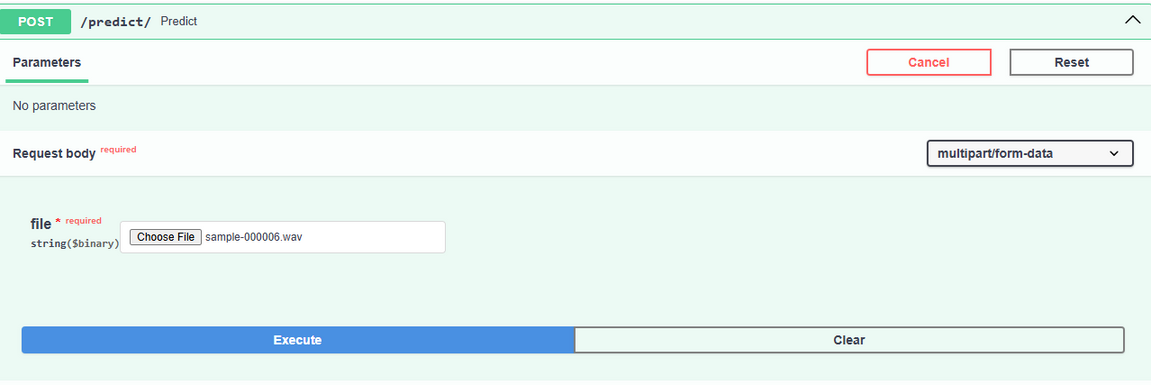 POST /predict/ Predict
Parameters Cancel Reset
No parameters
Request body required multipart/form-data
file * required
string($binary) Choose File sample-000006.wav
Execute Clear